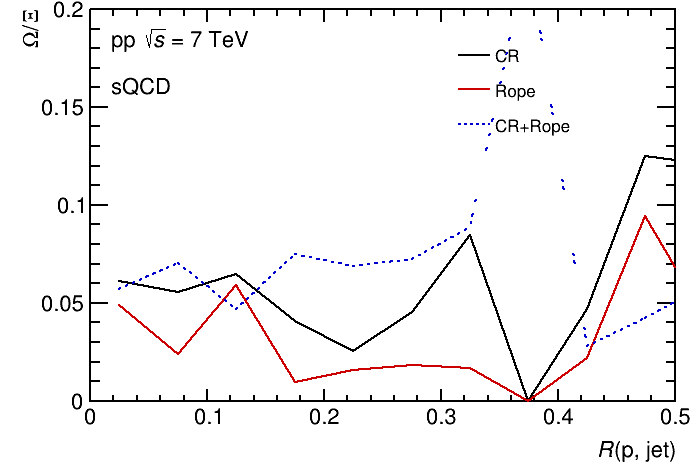 Ω/Ξ
0.2
0.15
0.1
0.05
0
pp √s = 7 TeV
sQCD
CR
Rope
CR+Rope
0 0.1 0.2 0.3 0.4 0.5
R(p, jet)